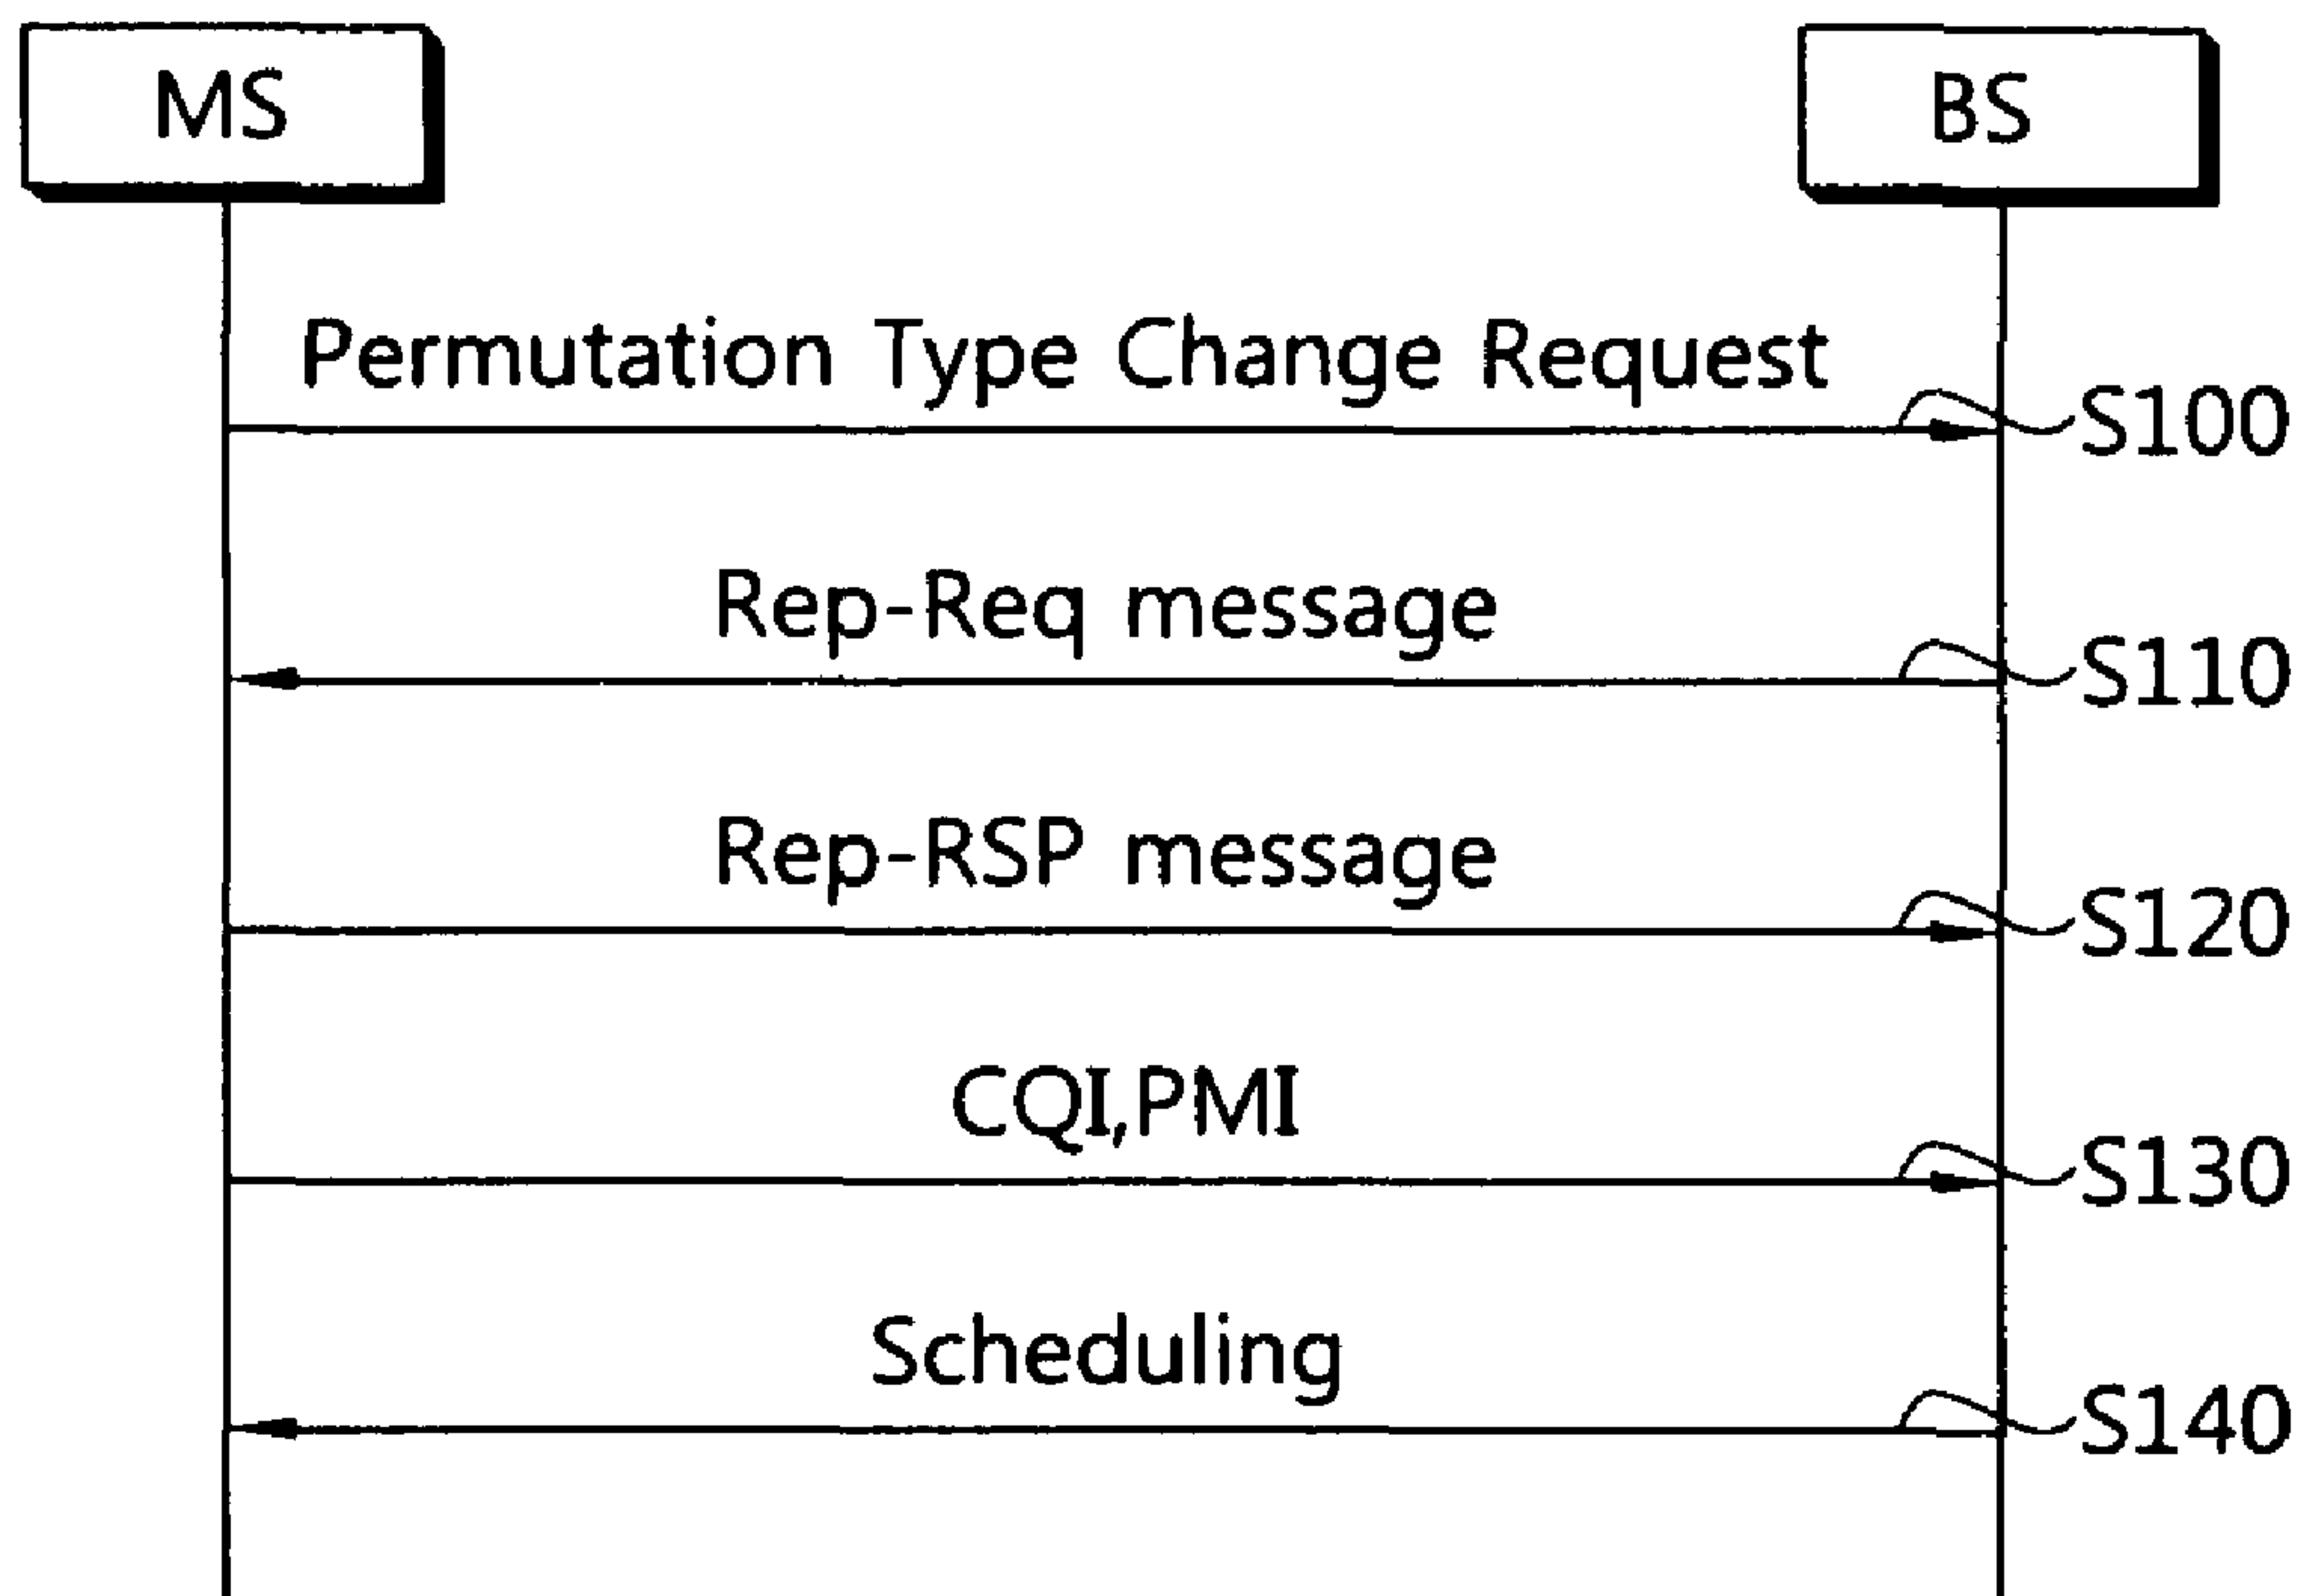 MS
BS
Permutation Type Change Request
S100
Rep-Req message
S110
Rep-RSP message
S120
CQI,PMI
S130
Scheduling
S140